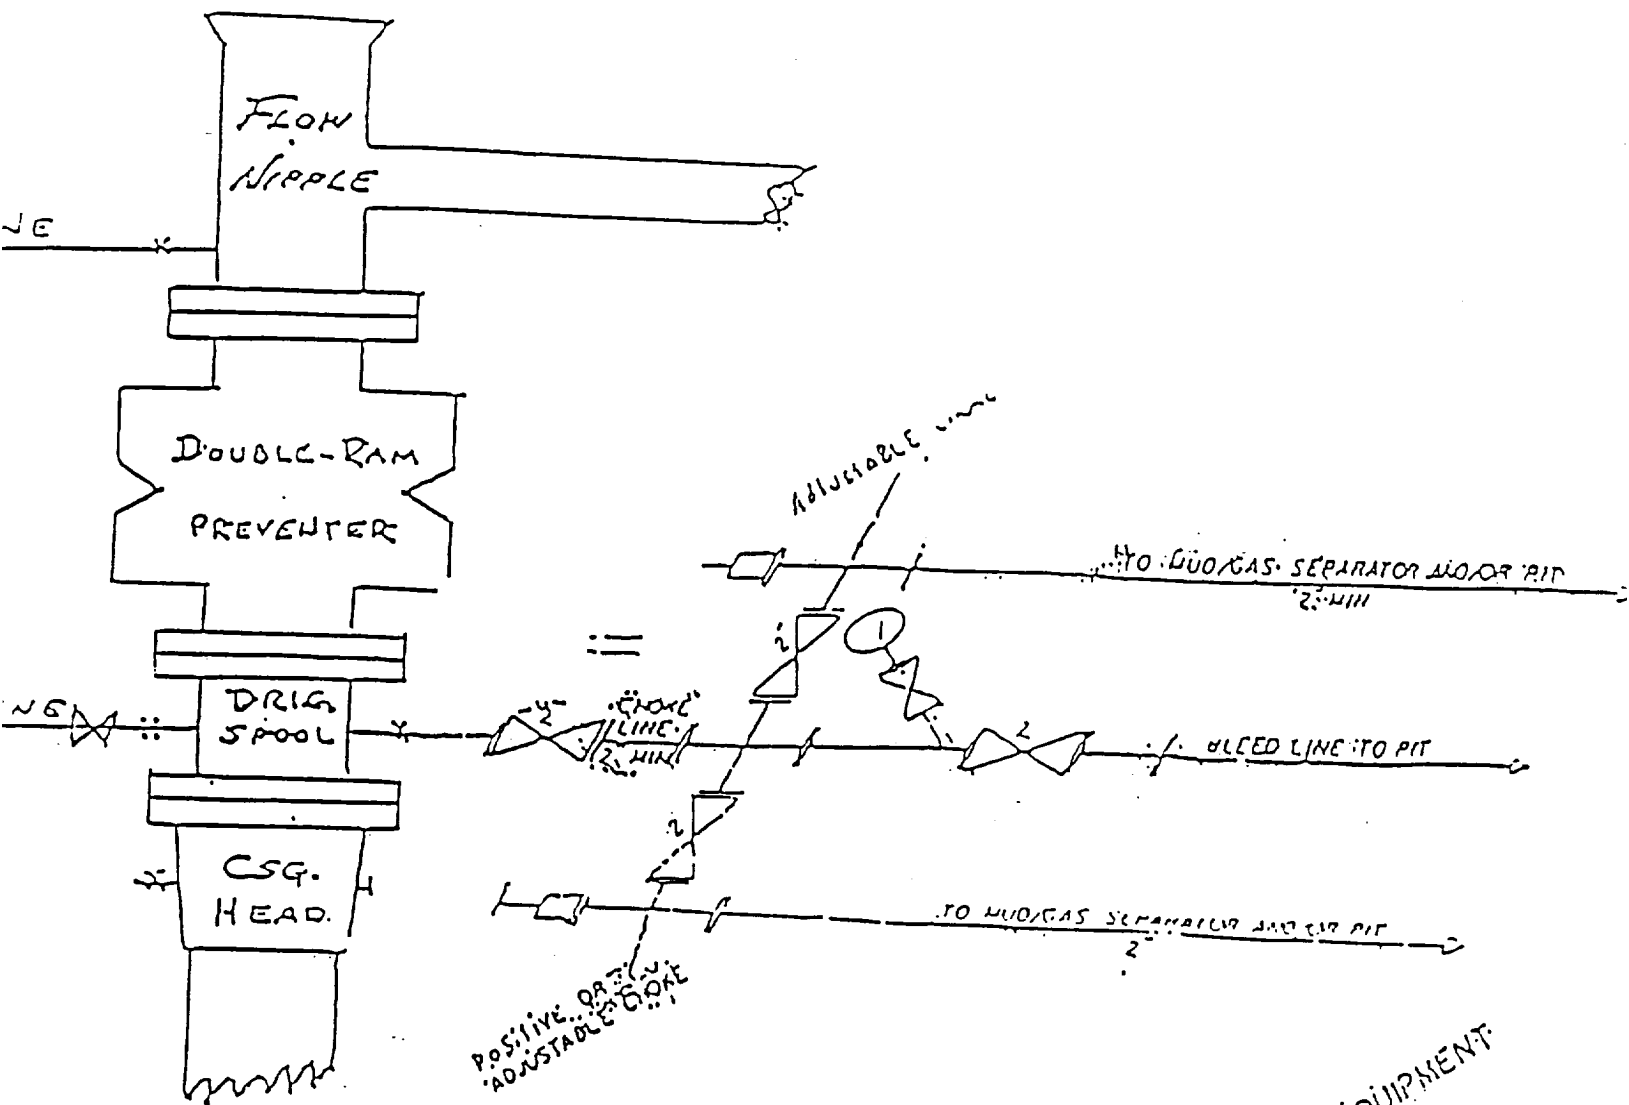 FLOW
NIPPLE
DOUBLE-RAM
PREVENTER
ADJUSTABLE
TO MUD/GAS SEPARATOR AND/OR PIT
2" MIN
2"
1
DRLG.
SPOOL
2"
"CHOKE"
LINE
2" MIN
2
BLEED LINE TO PIT
2
CSG.
HEAD.
TO MUD/GAS SEPARATOR AND/OR PIT
2"
POSITIVE OR
ADJUSTABLE CHOKE